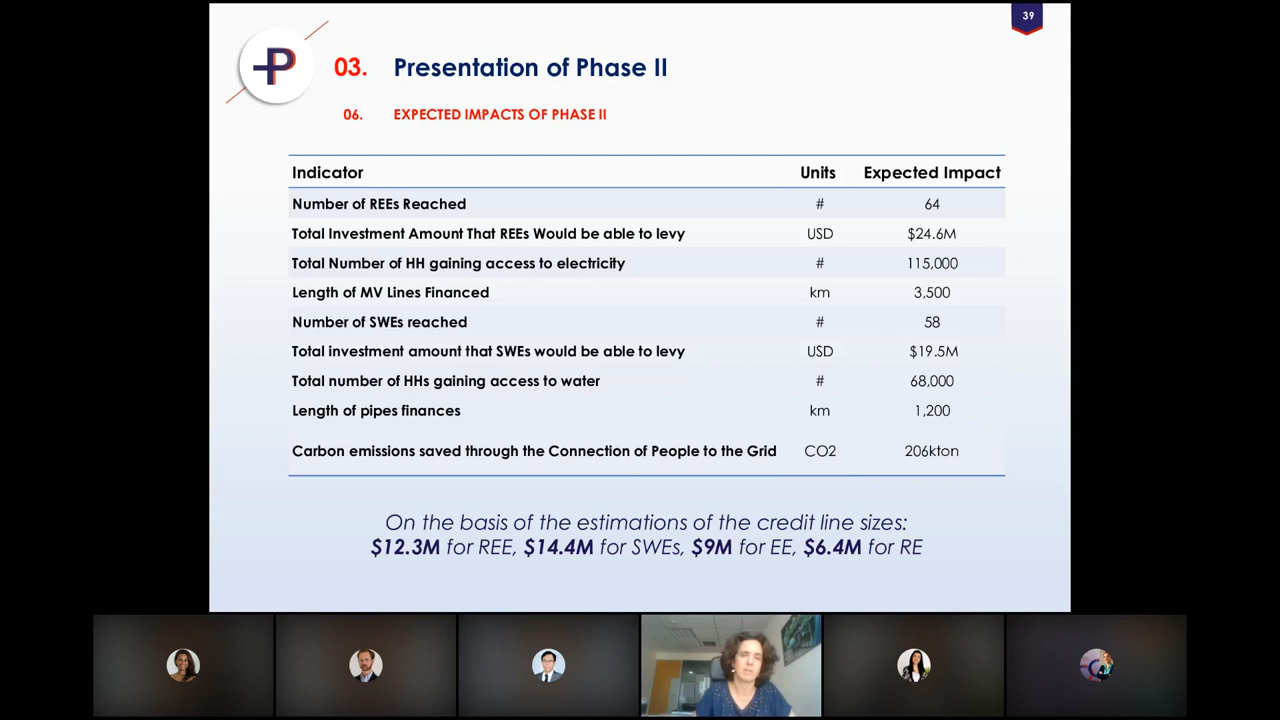 39
P
03. Presentation of Phase II
06. EXPECTED IMPACTS OF PHASE II
Indicator Units Expected Impact
Number of REEs Reached # 64
Total Investment Amount That REEs Would be able to levy USD $24.6M
Total Number of HH gaining access to electricity # 115,000
Length of MV Lines Financed km 3,500
Number of SWEs reached # 58
Total investment amount that SWEs would be able to levy USD $19.5M
Total number of HHs gaining access to water # 68,000
Length of pipes finances km 1,200
Carbon emissions saved through the Connection of People to the Grid CO2 206kton
On the basis of the estimations of the credit line sizes:
$12.3M for REE, $14.4M for SWEs, $9M for EE, $6.4M for RE